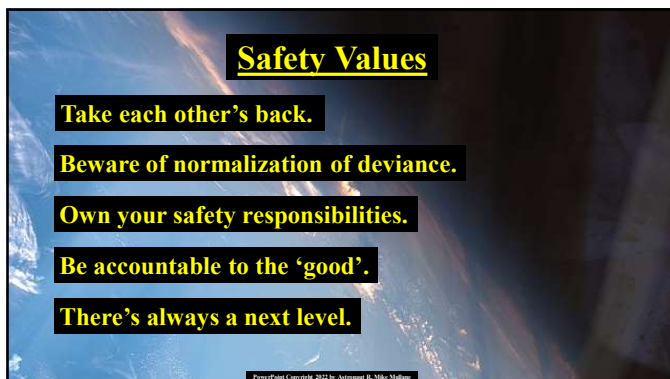 Safety Values
Take each other’s back.
Beware of normalization of deviance.
Own your safety responsibilities.
Be accountable to the ‘good’.
There’s always a next level.
PowerPoint Copyright 2022 by Astronaut R. Mike Mullane